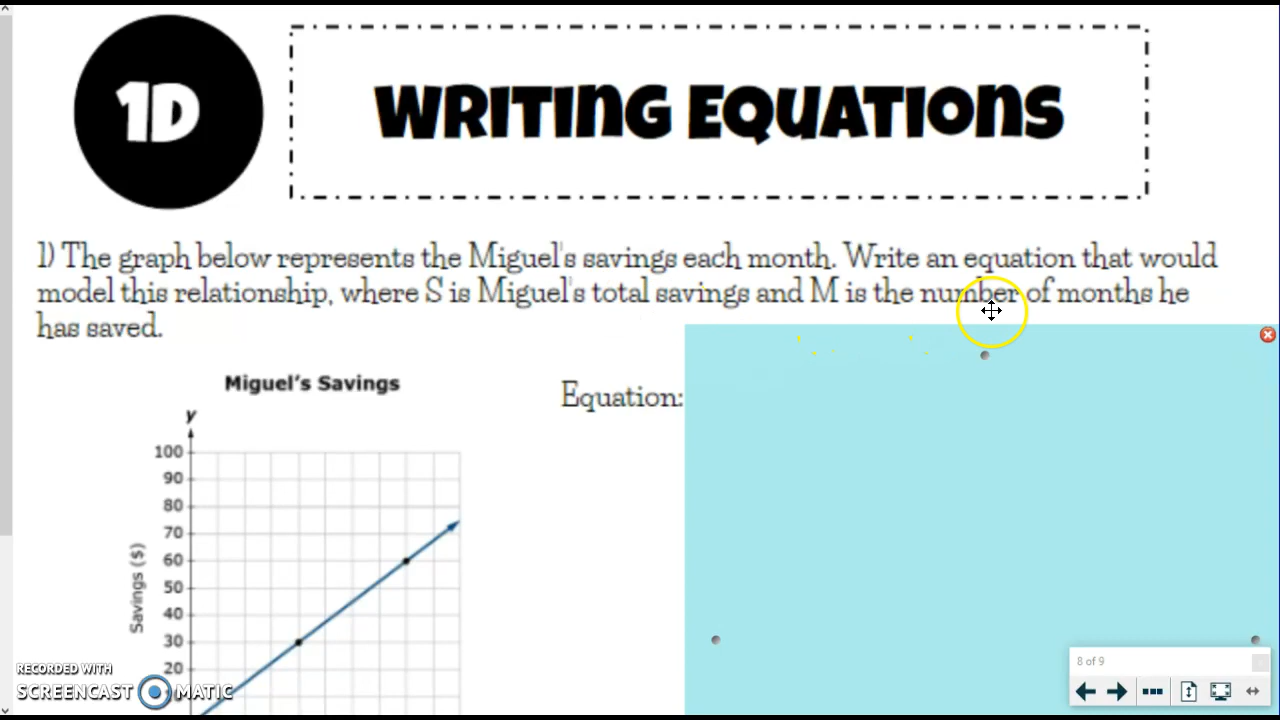 1D
WRITING EQUATIONS
1) The graph below represents the Miguel's savings each month. Write an equation that would
model this relationship, where S is Miguel's total savings and M is the number of months he
has saved.
Miguel's Savings
Equation:
y
100
90
80
70
60
50
40
30
20
Savings ($)
RECORDED WITH
SCREENCAST MATIC
8 of 9